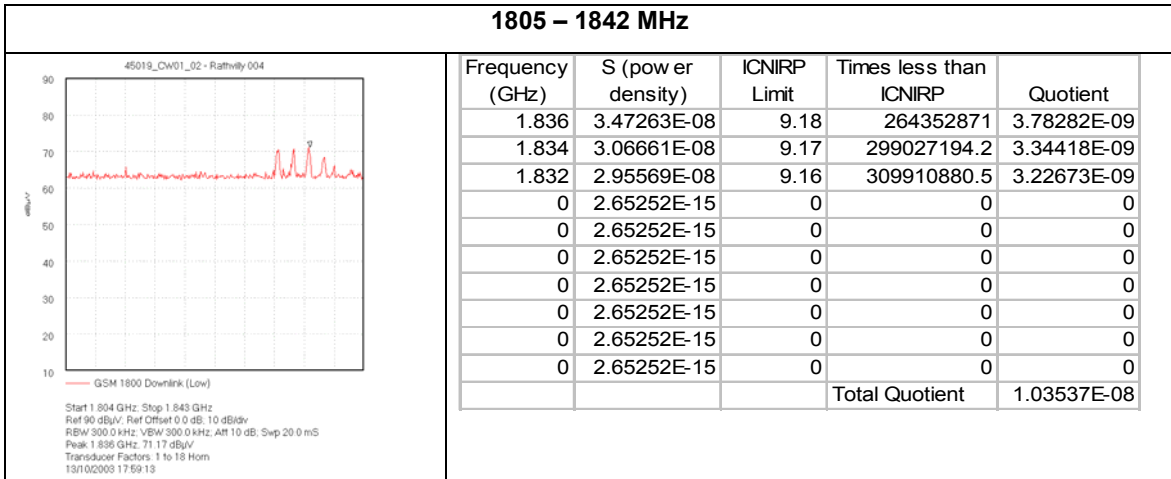 1805 – 1842 MHz
45019_CW01_02 - Rathvilly 004
90
80
70
60
50
40
30
20
10
dBµV
GSM 1800 Downlink (Low)
Start 1.804 GHz; Stop 1.843 GHz
Ref 90 dBµV; Ref Offset 0.0 dB; 10 dB/div
RBW 300.0 kHz; VBW 300.0 kHz; Att 10 dB; Swp 20.0 mS
Peak 1.836 GHz, 71.17 dBµV
Transducer Factors: 1 to 18 Horn
13/10/2003 17:59:13
Frequency (GHz) S (pow er density) ICNIRP Limit Times less than ICNIRP Quotient
1.836 3.47263E-08 9.18 264352871 3.78282E-09
1.834 3.06661E-08 9.17 299027194.2 3.34418E-09
1.832 2.95569E-08 9.16 309910880.5 3.22673E-09
0 2.65252E-15 0 0 0
0 2.65252E-15 0 0 0
0 2.65252E-15 0 0 0
0 2.65252E-15 0 0 0
0 2.65252E-15 0 0 0
0 2.65252E-15 0 0 0
0 2.65252E-15 0 0 0
Total Quotient 1.03537E-08